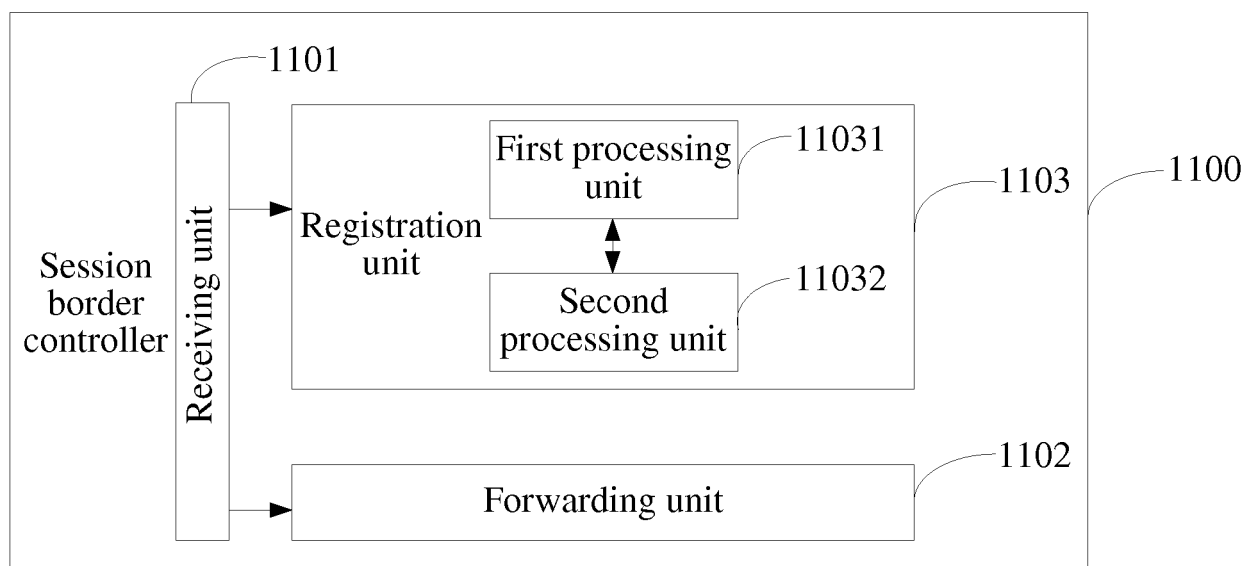 1101
First processing
unit
11031
1103
1100
Registration
unit
Session
border
controller
Receiving unit
Second
processing unit
11032
Forwarding unit
1102